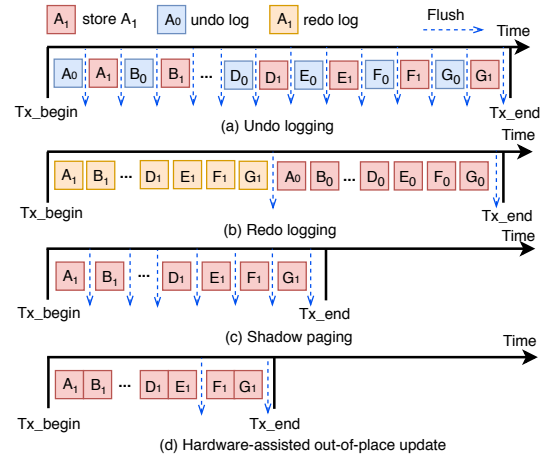 A₁ store A₁ A₀ undo log A₁ redo log Flush
Time
A₀ A₁ B₀ B₁ ... D₀ D₁ E₀ E₁ F₀ F₁ G₀ G₁
Tx_begin Tx_end
(a) Undo logging
Time
A₁ B₁ ... D₁ E₁ F₁ G₁ A₀ B₀ ... D₀ E₀ F₀ G₀
Tx_begin Tx_end
(b) Redo logging
Time
A₁ B₁ ... D₁ E₁ F₁ G₁
Tx_begin Tx_end
(c) Shadow paging
Time
A₁ B₁ ... D₁ E₁ F₁ G₁
Tx_begin Tx_end
(d) Hardware-assisted out-of-place update